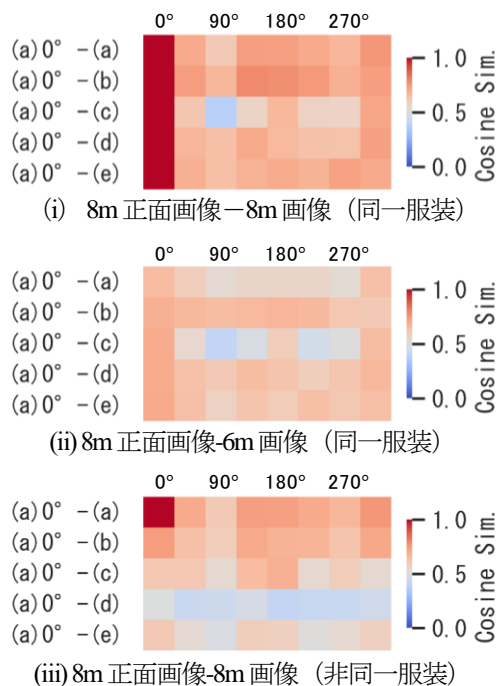 0° 90° 180° 270°
(a)0° -(a)
(a)0° -(b)
(a)0° -(c)
(a)0° -(d)
(a)0° -(e)
1.0
0.5
0.0
Cosine Sim.
(i) 8m 正面画像－8m 画像（同一服装）
0° 90° 180° 270°
(a)0° -(a)
(a)0° -(b)
(a)0° -(c)
(a)0° -(d)
(a)0° -(e)
1.0
0.5
0.0
Cosine Sim.
(ii) 8m 正面画像-6m 画像（同一服装）
0° 90° 180° 270°
(a)0° -(a)
(a)0° -(b)
(a)0° -(c)
(a)0° -(d)
(a)0° -(e)
1.0
0.5
0.0
Cosine Sim.
(iii) 8m 正面画像-8m 画像（非同一服装）